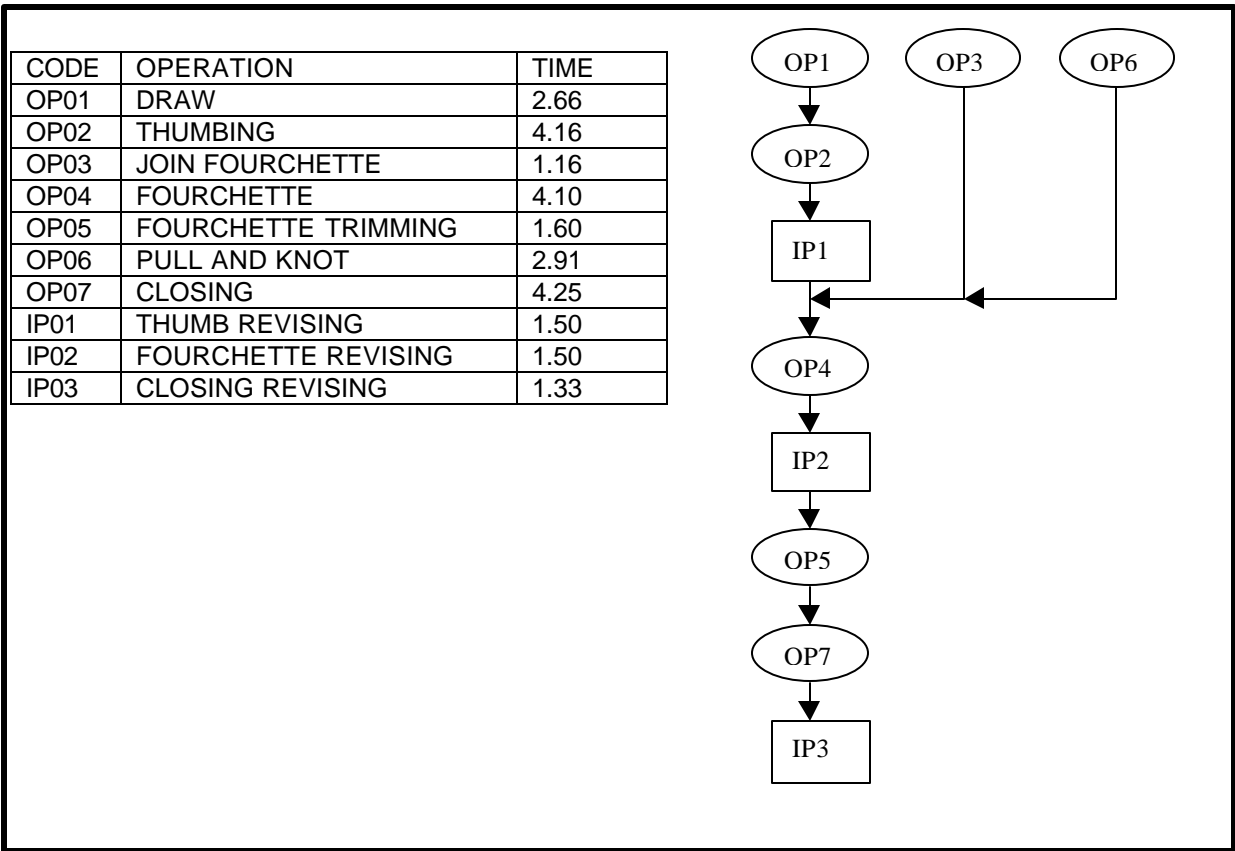 CODE OPERATION TIME
OP01 DRAW 2.66
OP02 THUMBING 4.16
OP03 JOIN FOURCHETTE 1.16
OP04 FOURCHETTE 4.10
OP05 FOURCHETTE TRIMMING 1.60
OP06 PULL AND KNOT 2.91
OP07 CLOSING 4.25
IP01 THUMB REVISING 1.50
IP02 FOURCHETTE REVISING 1.50
IP03 CLOSING REVISING 1.33
OP1 OP3 OP6
OP2
IP1
OP4
IP2
OP5
OP7
IP3